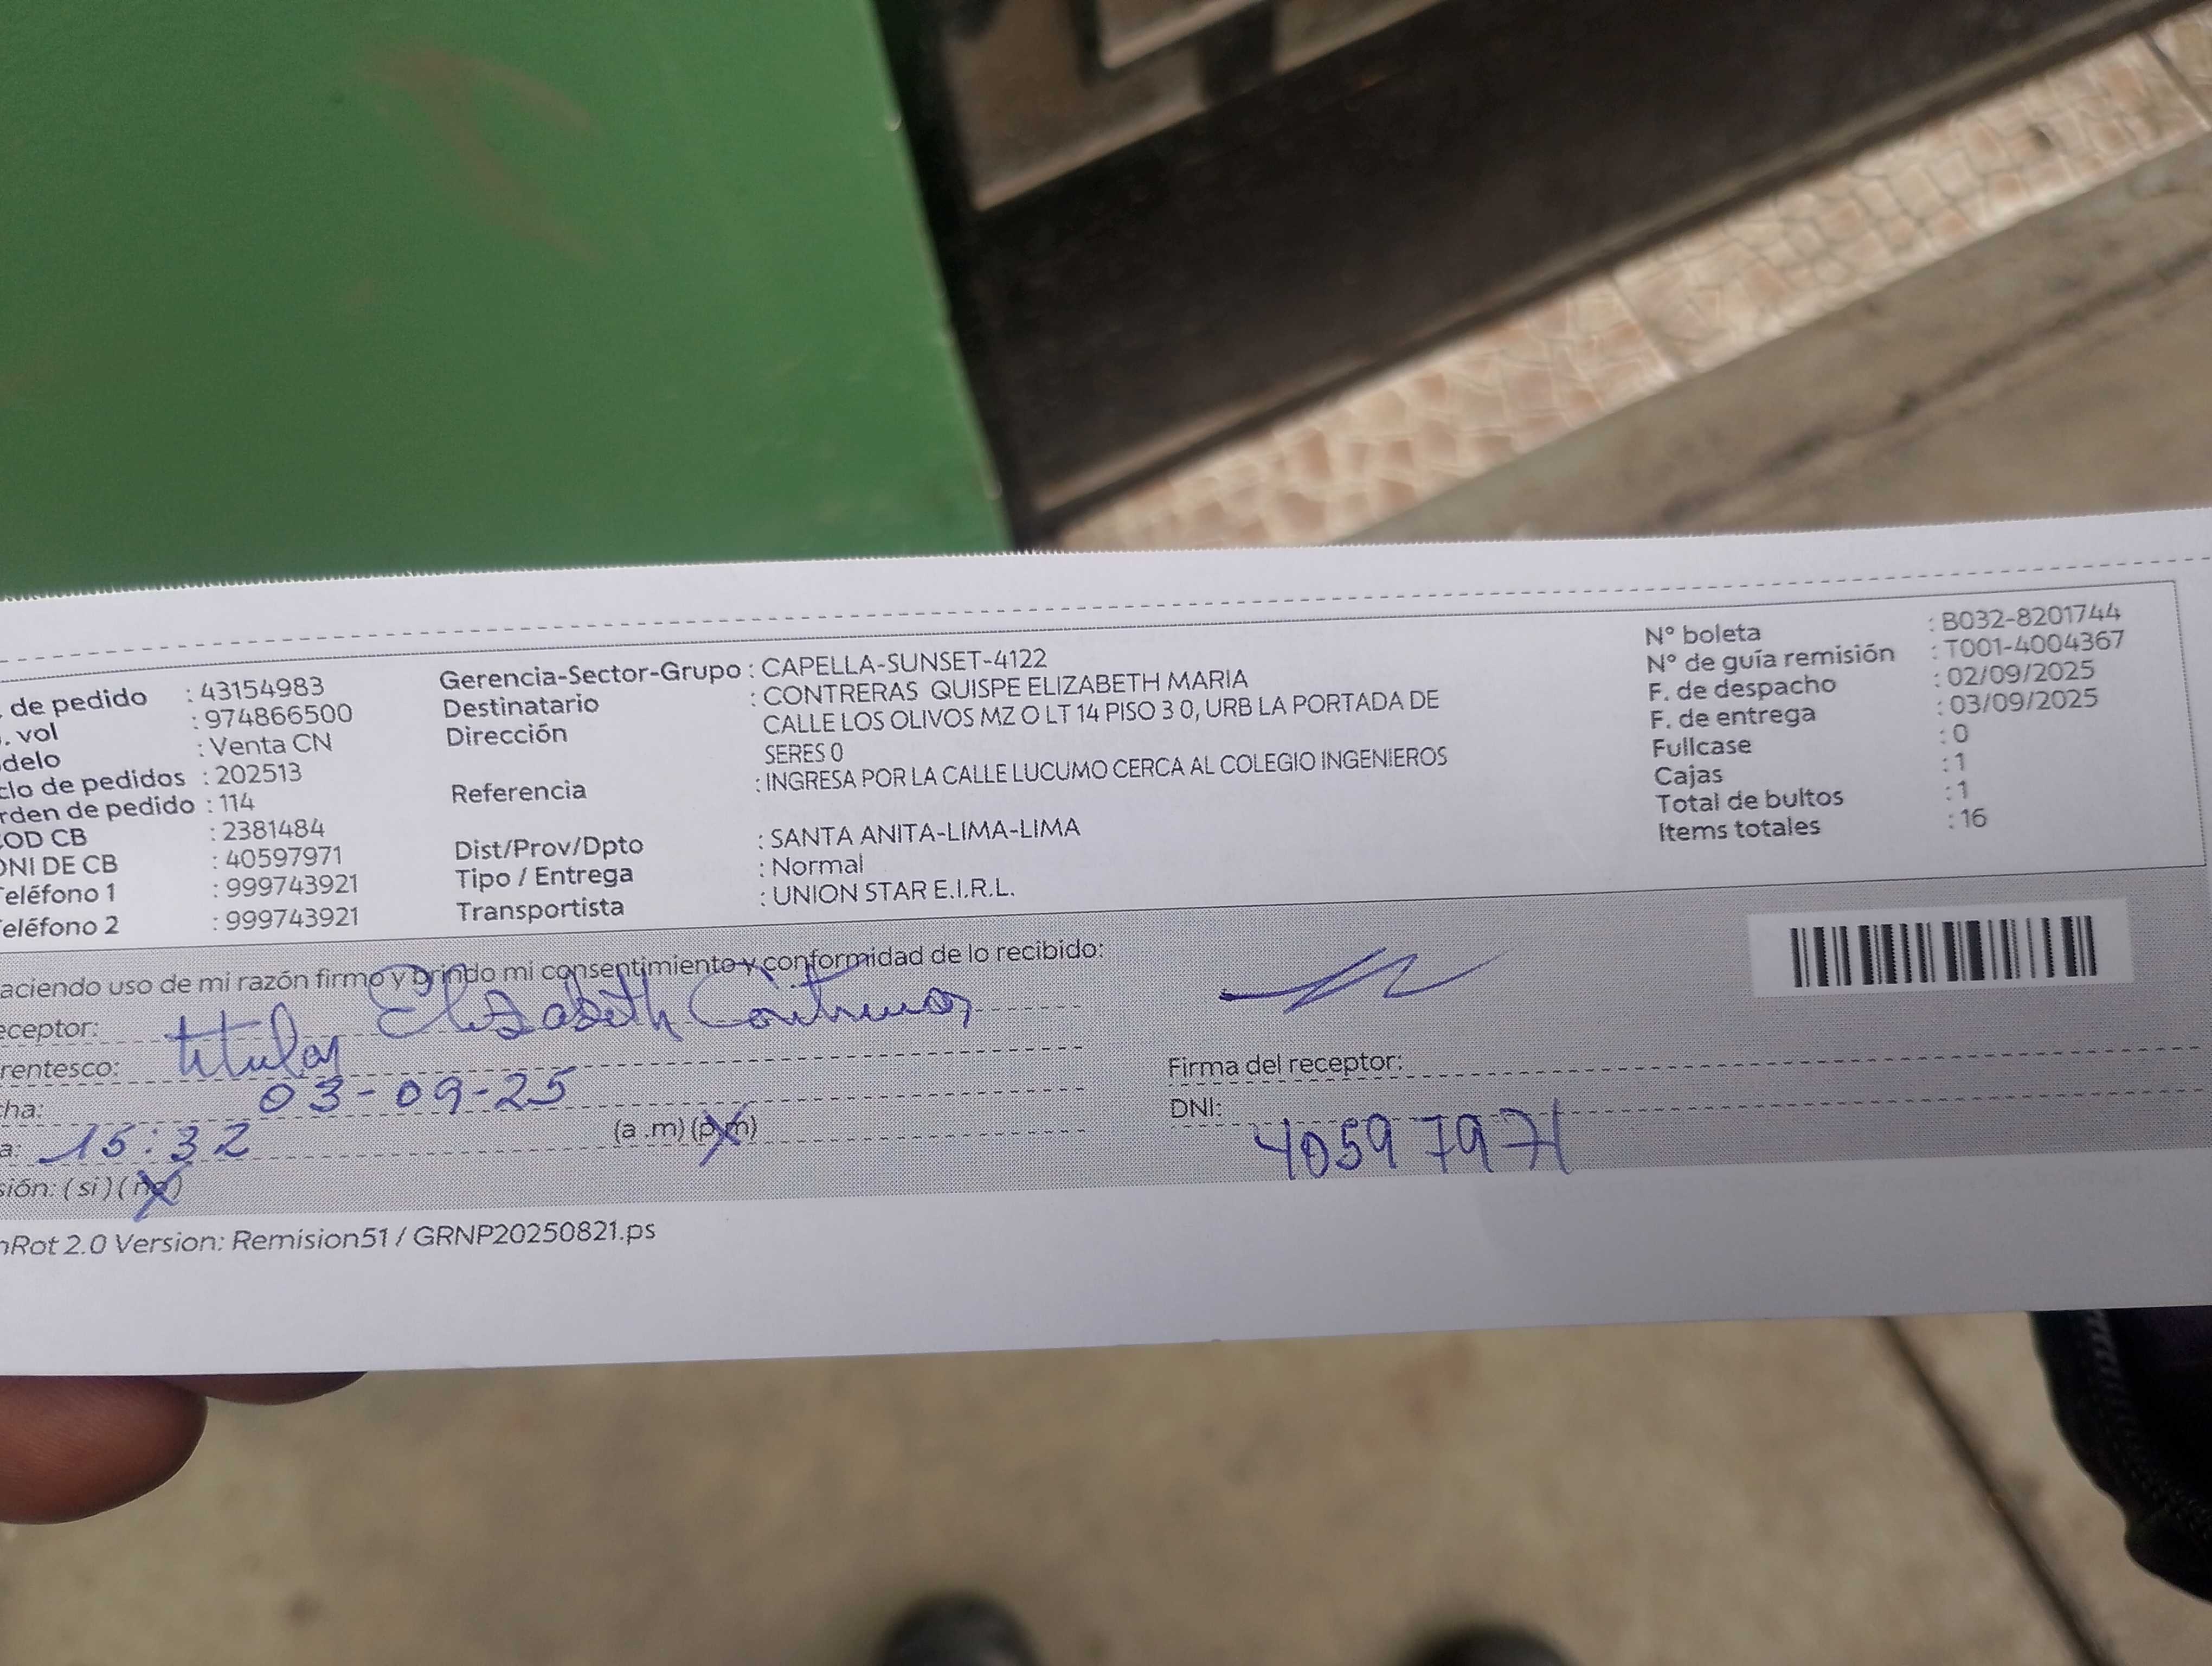 . de pedido : 43154983
. vol : 974866500
delo : Venta CN
clo de pedidos : 202513
rden de pedido : 114
OD CB : 2381484
DNI DE CB : 40597971
Teléfono 1 : 999743921
Teléfono 2 : 999743921
Gerencia-Sector-Grupo : CAPELLA-SUNSET-4122
Destinatario : CONTRERAS QUISPE ELIZABETH MARIA
Dirección CALLE LOS OLIVOS MZ O LT 14 PISO 3 0, URB LA PORTADA DE
SERES 0
Referencia : INGRESA POR LA CALLE LUCUMO CERCA AL COLEGIO INGENIEROS
Dist/Prov/Dpto : SANTA ANITA-LIMA-LIMA
Tipo / Entrega : Normal
Transportista : UNION STAR E.I.R.L.
N° boleta : B032-8201744
N° de guía remisión : T001-4004367
F. de despacho : 02/09/2025
F. de entrega : 03/09/2025
Fullcase : 0
Cajas : 1
Total de bultos : 1
Items totales : 16
aciendo uso de mi razón firmo y brindo mi consentimiento y conformidad de lo recibido:
eceptor: Elizabeth Contreras
rentesco: titular
cha: 03-09-25
a: 15:32 (a .m) (p.m)
sión: ( si ) ( no )
Firma del receptor:
DNI: 40597971
nRot 2.0 Version: Remision51 / GRNP20250821.ps